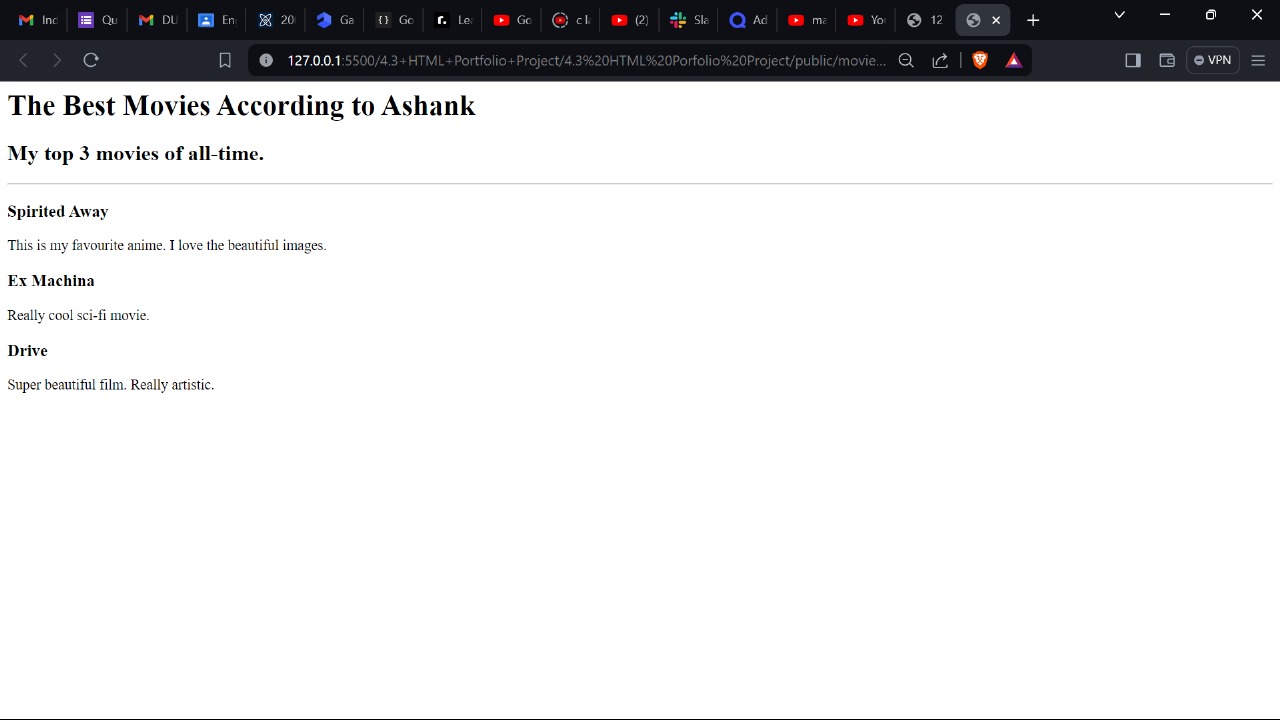 Inc Qu DU En 20 Ga GC Le Go c la (2) Sla Ad ma Yo 12
127.0.0.1:5500/4.3+HTML+Portfolio+Project/4.3%20HTML%20Porfolio%20Project/public/movie... VPN
The Best Movies According to Ashank
My top 3 movies of all-time.
Spirited Away
This is my favourite anime. I love the beautiful images.
Ex Machina
Really cool sci-fi movie.
Drive
Super beautiful film. Really artistic.